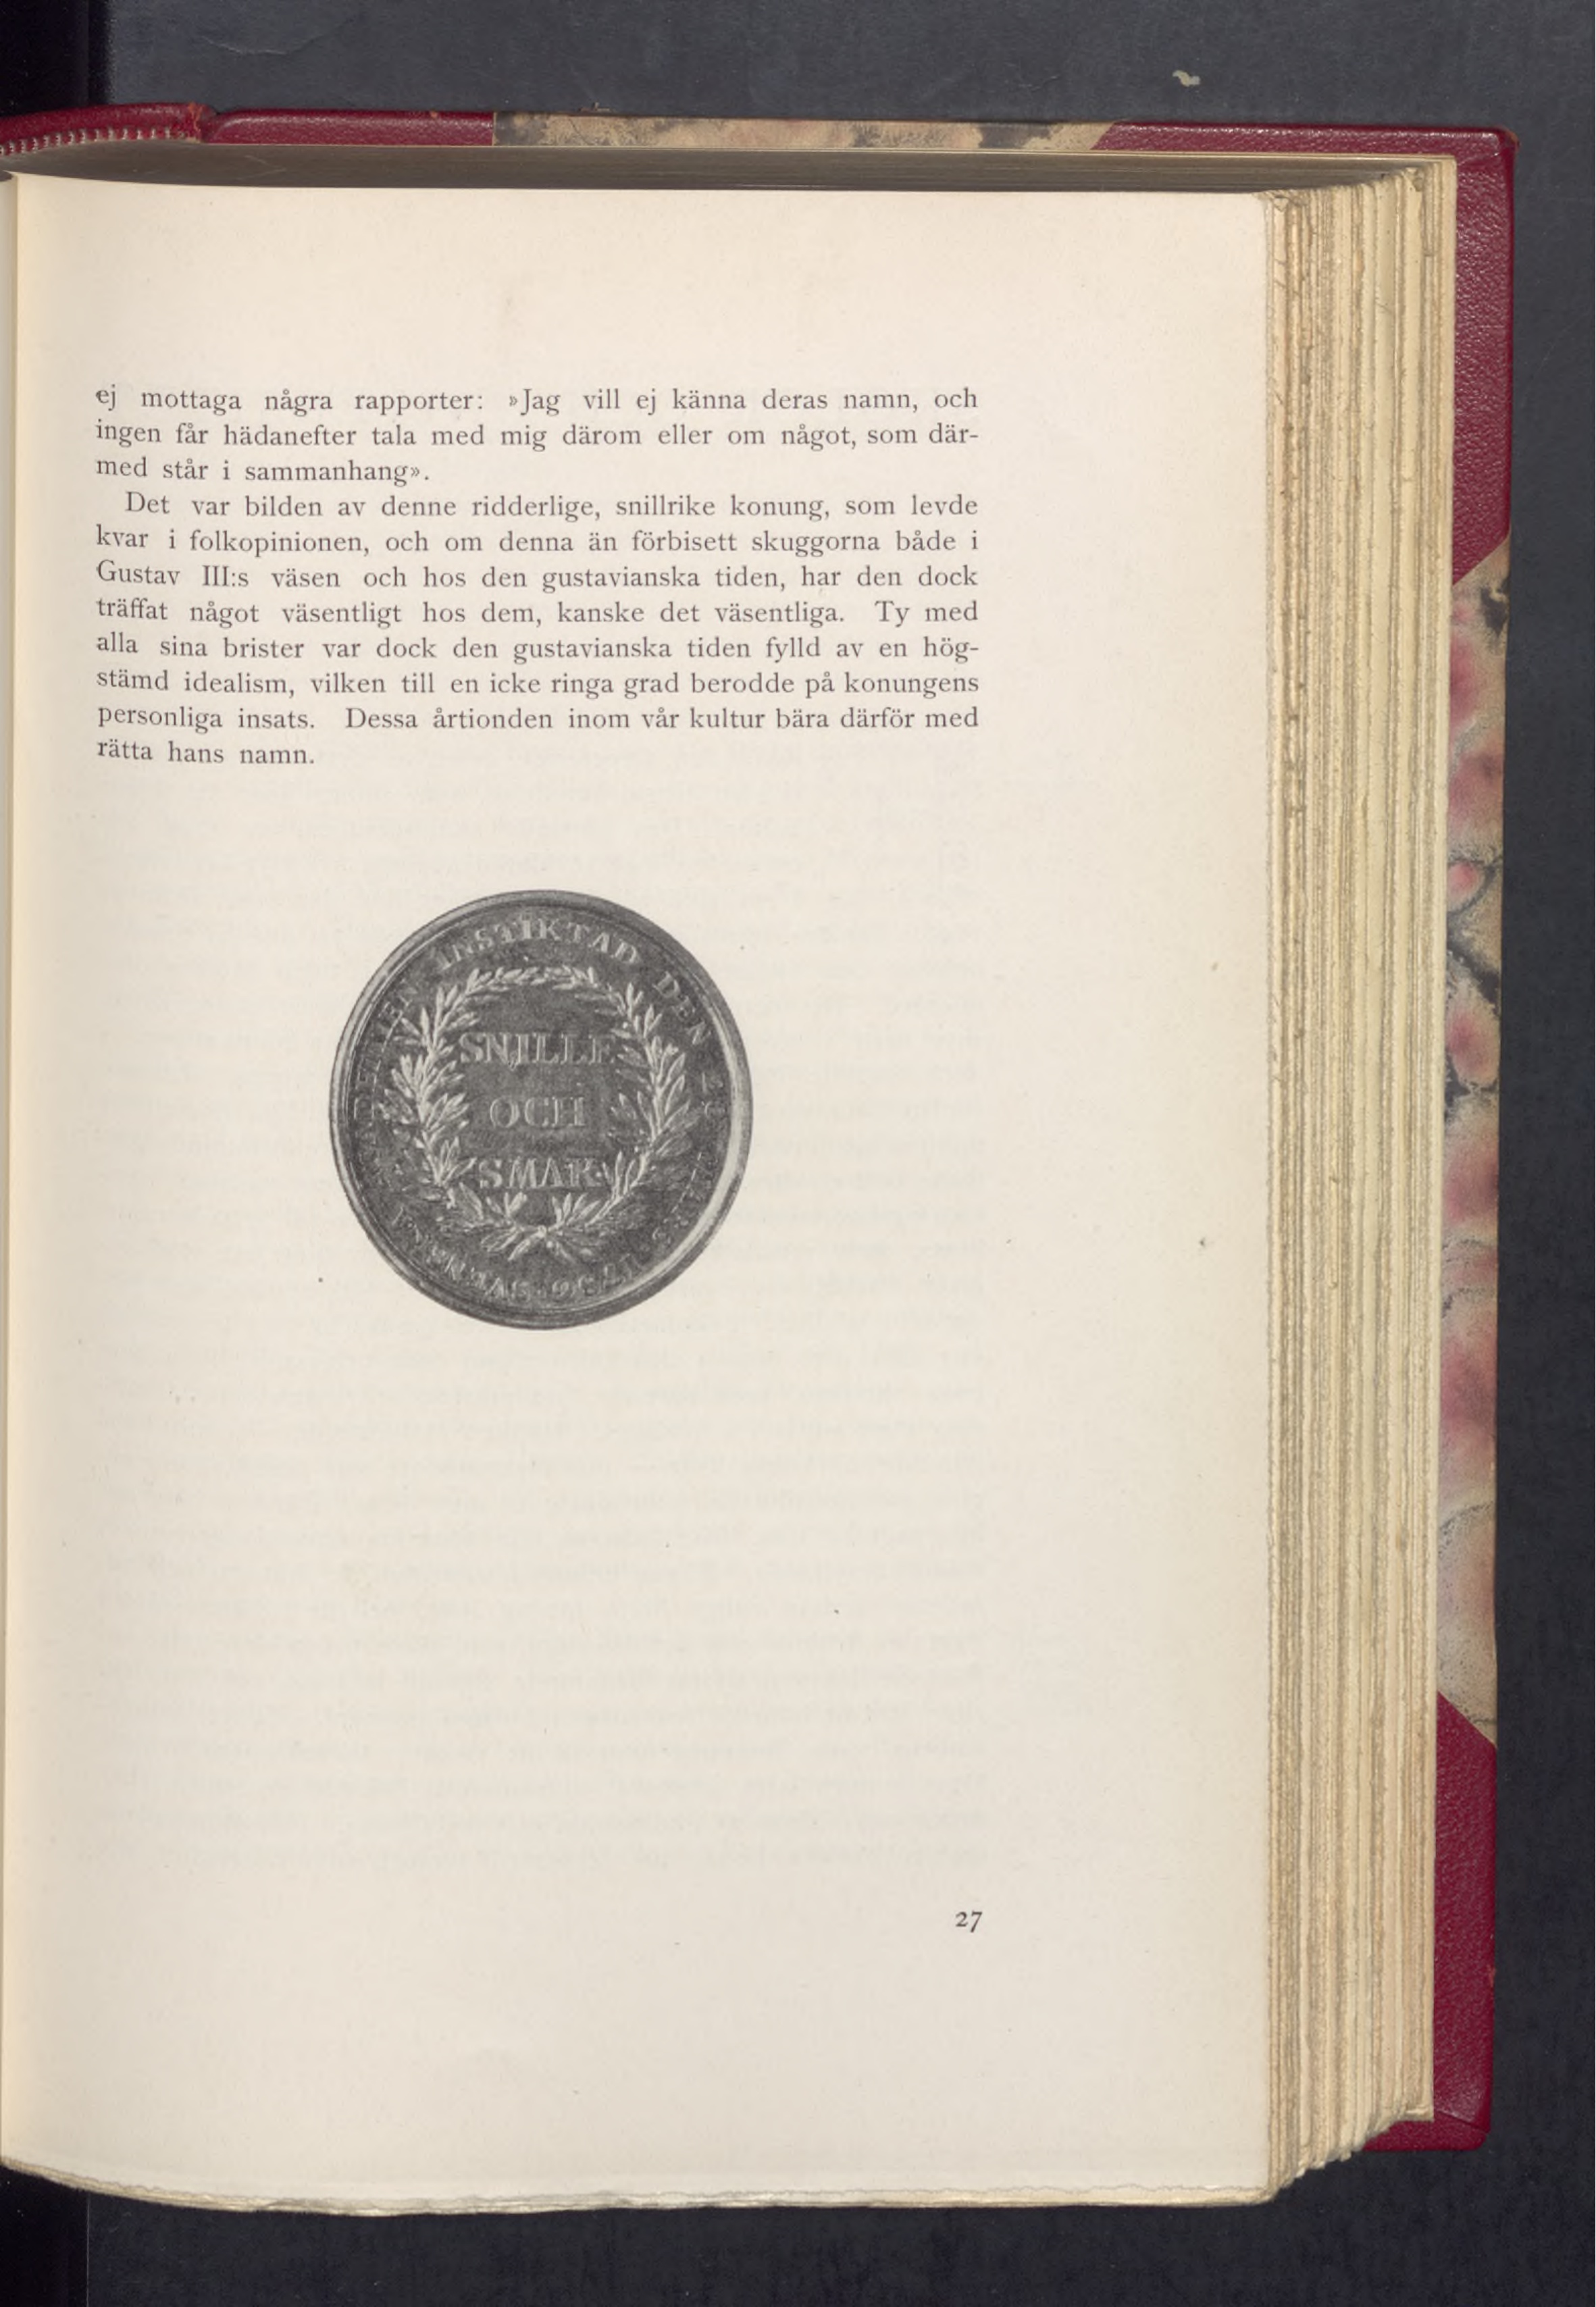 ej mottaga några rapporter: »Jag vill ej känna deras namn, och
ingen får hädanefter tala med mig därom eller om något, som där-
med står i sammanhang».
Det var bilden av denne ridderlige, snillrike konung, som levde
kvar i folkopinionen, och om denna än förbisett skuggorna både i
Gustav III:s väsen och hos den gustavianska tiden, har den dock
träffat något väsentligt hos dem, kanske det väsentliga. Ty med
alla sina brister var dock den gustavianska tiden fylld av en hög-
stämd idealism, vilken till en icke ringa grad berodde på konungens
personliga insats. Dessa årtionden inom vår kultur bära därför med
rätta hans namn.
INSTIKTAD DEN
SNILLE
OCH
SMAK
27